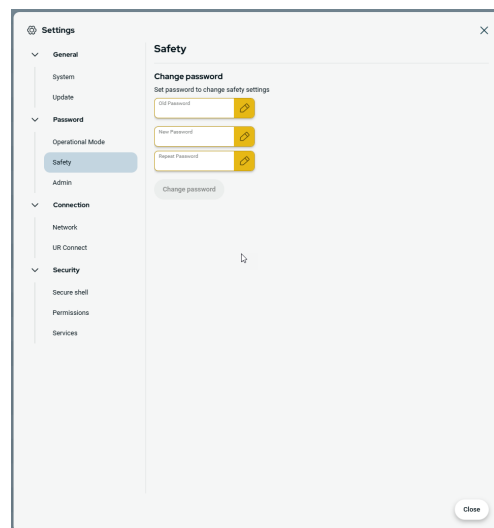 Settings
General
System
Update
Password
Operational Mode
Safety
Admin
Connection
Network
UR Connect
Security
Secure shell
Permissions
Services
Safety
Change password
Set password to change safety settings
Old Password
New Password
Repeat Password
Change password
Close